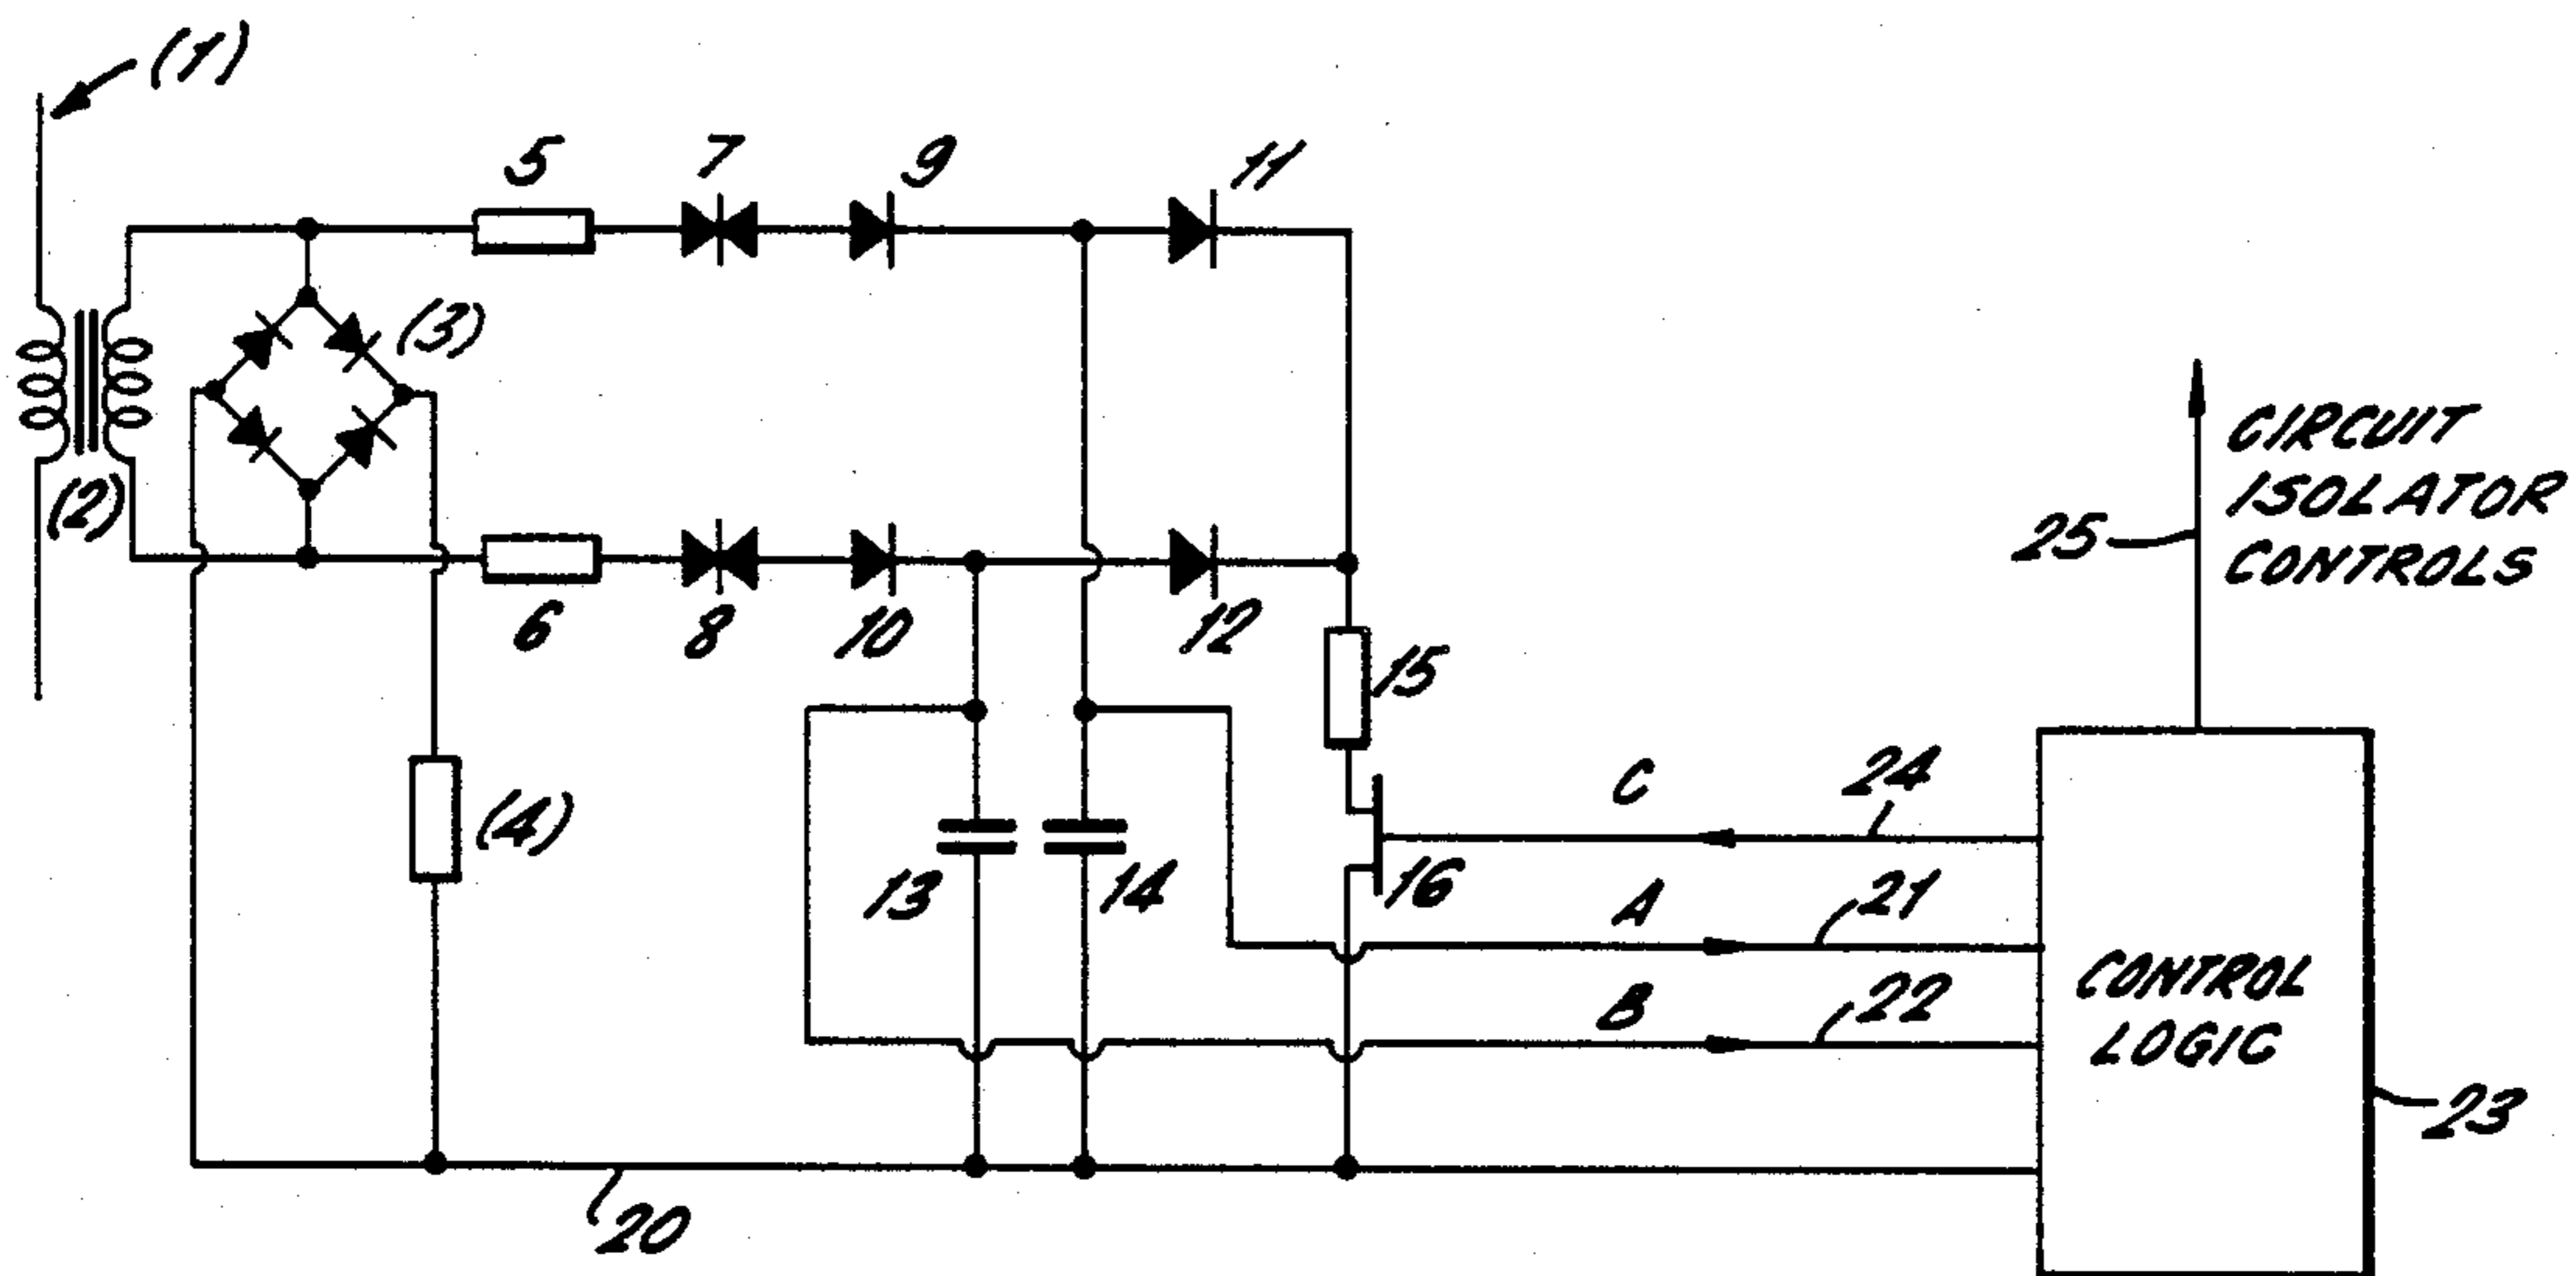 (1)
5
7
9
11
(3)
(2)
6
8
10
12
15
CIRCUIT
ISOLATOR
CONTROLS
25
(4)
13
14
16
C
24
A
21
B
22
CONTROL
LOGIC
23
20